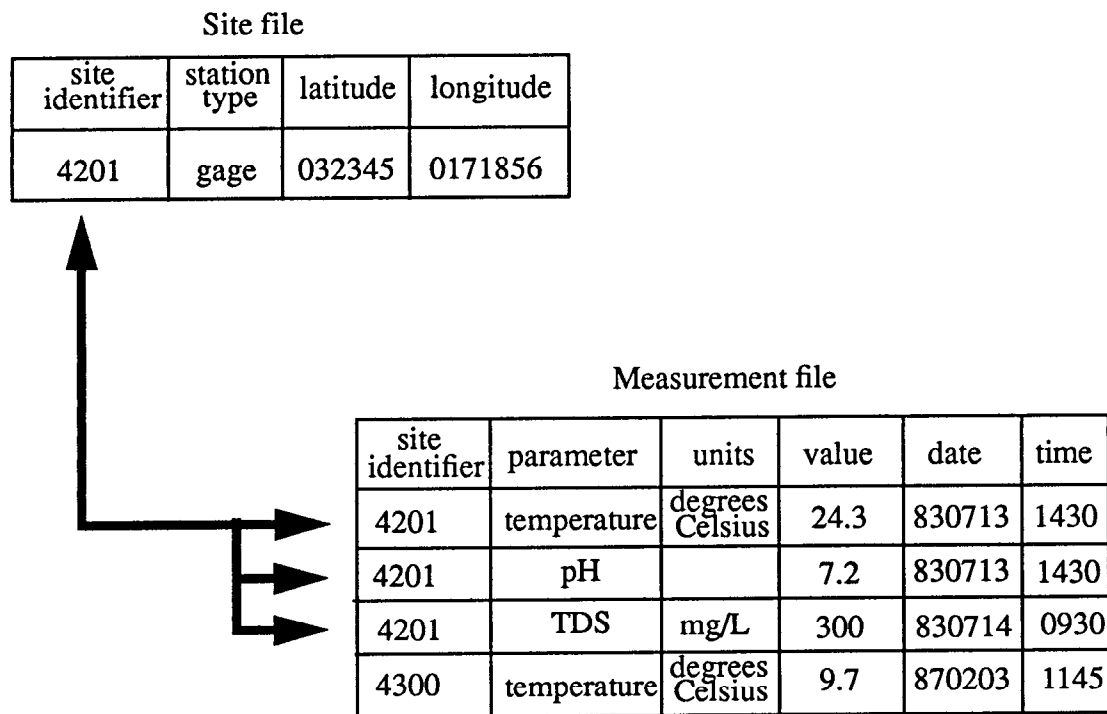 Site file
site identifier station type latitude longitude
4201 gage 032345 0171856
Measurement file
site identifier parameter units value date time
4201 temperature degrees Celsius 24.3 830713 1430
4201 pH 7.2 830713 1430
4201 TDS mg/L 300 830714 0930
4300 temperature degrees Celsius 9.7 870203 1145